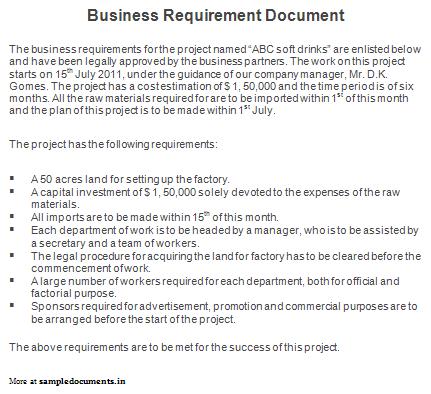 Business Requirement Document
The business requirements for the project named "ABC soft drinks" are enlisted below
and have been legally approved by the business partners. The work on this project
starts on 15th July 2011, under the guidance of our company manager, Mr. D.K.
Gomes. The project has a cost estimation of $ 1, 50,000 and the time period is of six
months. All the raw materials required for are to be imported within 1st of this month
and the plan of this project is to be made within 1st July.
The project has the following requirements:
▪ A 50 acres land for setting up the factory.
▪ A capital investment of $ 1, 50,000 solely devoted to the expenses of the raw
materials.
▪ All imports are to be made within 15th of this month.
▪ Each department of work is to be headed by a manager, who is to be assisted by
a secretary and a team of workers.
▪ The legal procedure for acquiring the land for factory has to be cleared before the
commencement of work.
▪ A large number of workers required for each department, both for official and
factorial purpose.
▪ Sponsors required for advertisement, promotion and commercial purposes are to
be arranged before the start of the project.
The above requirements are to be met for the success of this project.
More at sampledocuments.in